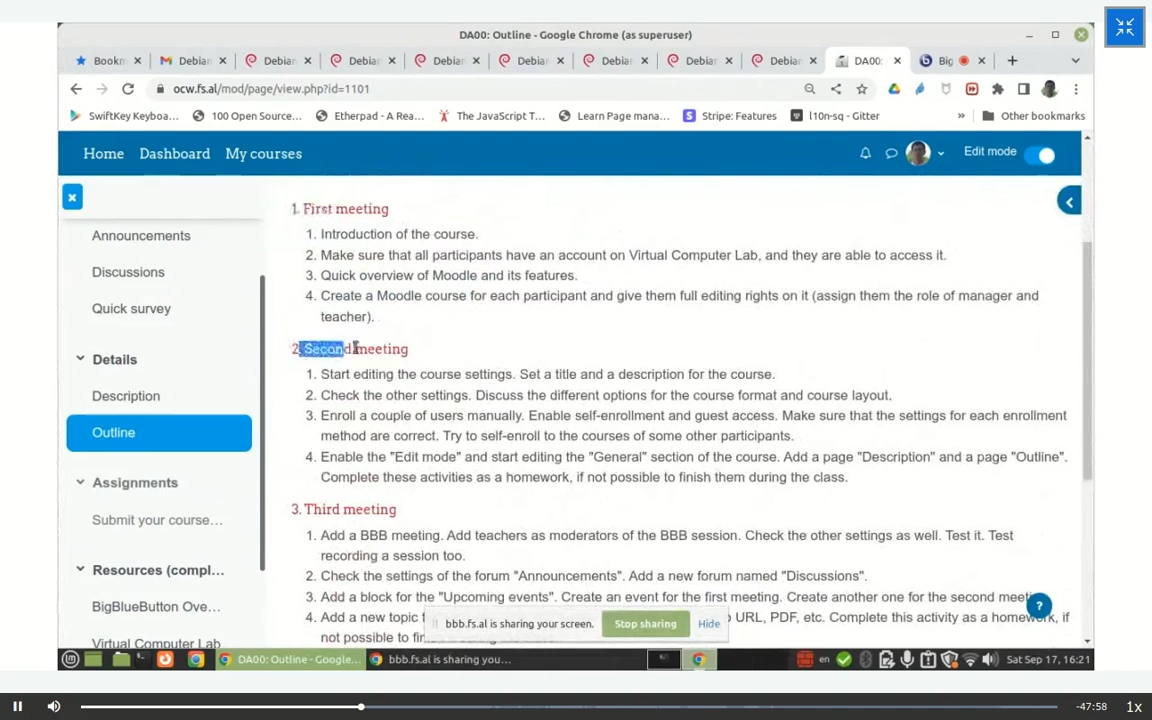 DA00: Outline - Google Chrome (as superuser)
Bookm Debian Debian Debian Debian Debian Debian Debian Debian DA00: Big
ocw.fs.al/mod/page/view.php?id=1101
SwiftKey Keyboa... 100 Open Source... Etherpad - A Rea... The JavaScript T... Learn Page mana... Stripe: Features l10n-sq - Gitter » Other bookmarks
Home Dashboard My courses Edit mode
Announcements
Discussions
Quick survey
Details
Description
Outline
Assignments
Submit your course...
Resources (compl...
BigBlueButton Ove...
Virtual Computer Lab
1. First meeting
1. Introduction of the course.
2. Make sure that all participants have an account on Virtual Computer Lab, and they are able to access it.
3. Quick overview of Moodle and its features.
4. Create a Moodle course for each participant and give them full editing rights on it (assign them the role of manager and
teacher).
2. Second meeting
1. Start editing the course settings. Set a title and a description for the course.
2. Check the other settings. Discuss the different options for the course format and course layout.
3. Enroll a couple of users manually. Enable self-enrollment and guest access. Make sure that the settings for each enrollment
method are correct. Try to self-enroll to the courses of some other participants.
4. Enable the "Edit mode" and start editing the "General" section of the course. Add a page "Description" and a page "Outline".
Complete these activities as a homework, if not possible to finish them during the class.
3. Third meeting
1. Add a BBB meeting. Add teachers as moderators of the BBB session. Check the other settings as well. Test it. Test
recording a session too.
2. Check the settings of the forum "Announcements". Add a new forum named "Discussions".
3. Add a block for the "Upcoming events". Create an event for the first meeting. Create another one for the second meeting.
4. Add a new topic URL, PDF, etc. Complete this activity as a homework, if
not possible to
bbb.fs.al is sharing your screen. Stop sharing Hide
?
DA00: Outline - Google... bbb.fs.al is sharing you... en Sat Sep 17, 16:21
-47:58 1x